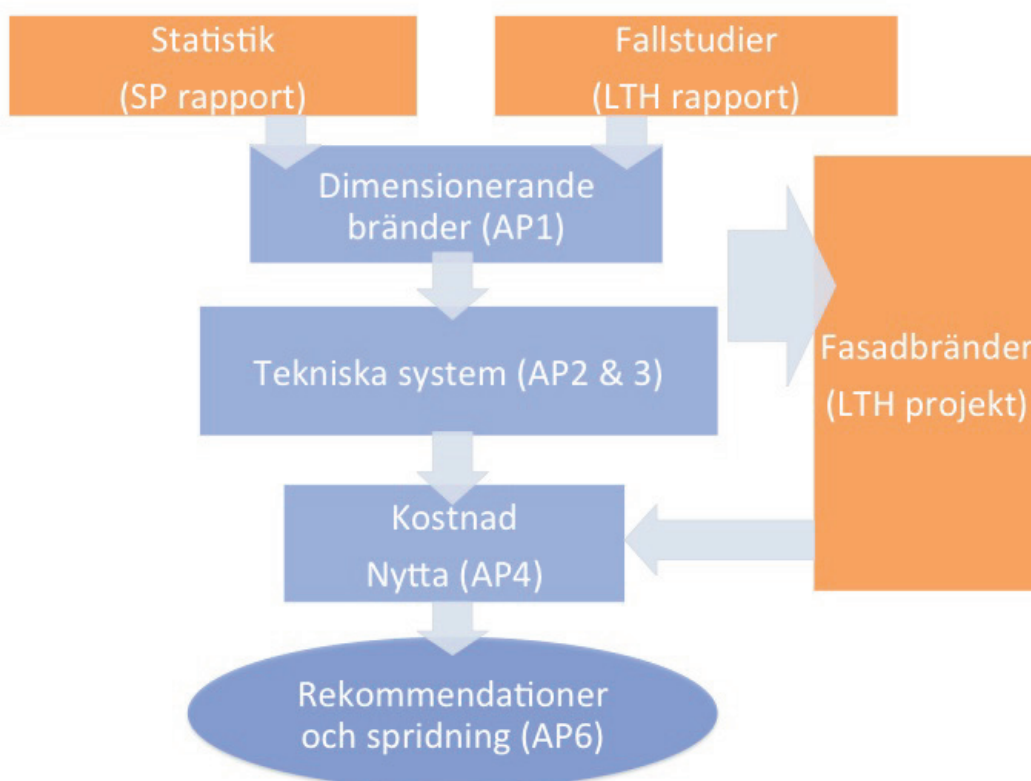 Statistik
(SP rapport)
Fallstudier
(LTH rapport)
Dimensionerande
bränder (AP1)
Tekniska system (AP2 & 3)
Fasadbränder
(LTH projekt)
Kostnad
Nytta (AP4)
Rekommendationer
och spridning (AP6)